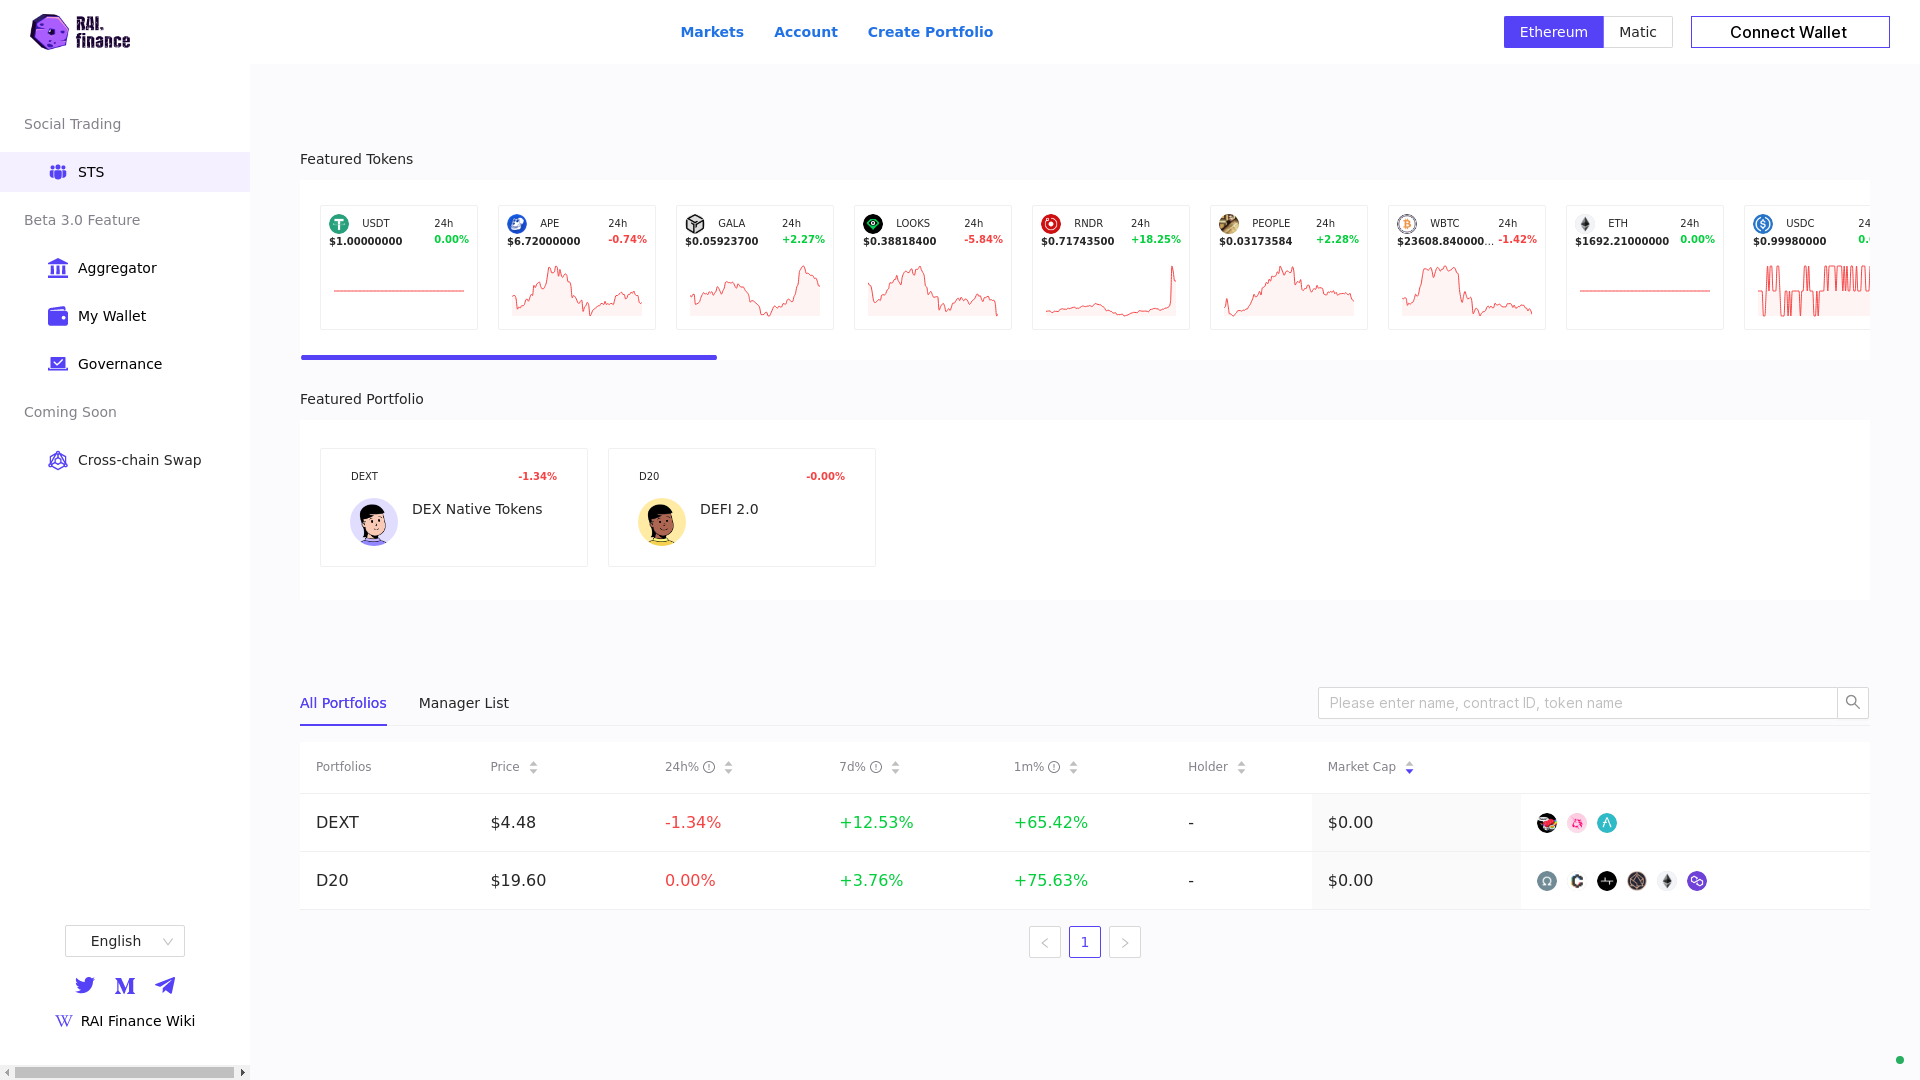 RAI.
finance
Markets Account Create Portfolio
Ethereum Matic Connect Wallet
Social Trading
STS
Beta 3.0 Feature
Aggregator
My Wallet
Governance
Coming Soon
Cross-chain Swap
Featured Tokens
USDT 24h
$1.00000000 0.00%
APE 24h
$6.72000000 -0.74%
GALA 24h
$0.05923700 +2.27%
LOOKS 24h
$0.38818400 -5.84%
RNDR 24h
$0.71743500 +18.25%
PEOPLE 24h
$0.03173584 +2.28%
WBTC 24h
$23608.840000... -1.42%
ETH 24h
$1692.21000000 0.00%
USDC 24
$0.99980000 0.
Featured Portfolio
DEXT -1.34%
DEX Native Tokens
D20 -0.00%
DEFI 2.0
All Portfolios Manager List
Please enter name, contract ID, token name
Portfolios Price 24h% 7d% 1m% Holder Market Cap
DEXT $4.48 -1.34% +12.53% +65.42% - $0.00
D20 $19.60 0.00% +3.76% +75.63% - $0.00
< 1 >
English
RAI Finance Wiki